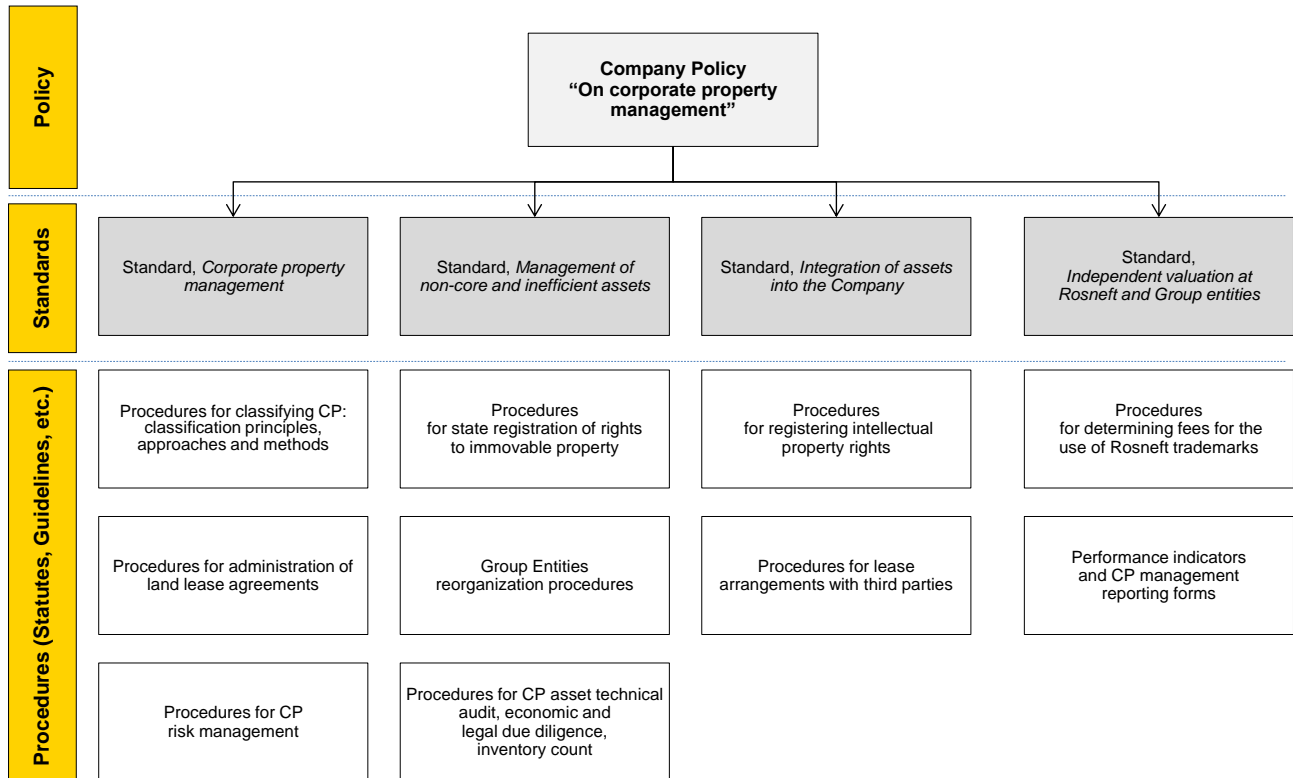 Policy
Company Policy
“On corporate property
management”
Standards
Standard, Corporate property
management
Standard, Management of
non-core and inefficient assets
Standard, Integration of assets
into the Company
Standard,
Independent valuation at
Rosneft and Group entities
Procedures (Statutes, Guidelines, etc.)
Procedures for classifying CP:
classification principles,
approaches and methods
Procedures
for state registration of rights
to immovable property
Procedures
for registering intellectual
property rights
Procedures
for determining fees for the
use of Rosneft trademarks
Procedures for administration of
land lease agreements
Group Entities
reorganization procedures
Procedures for lease
arrangements with third parties
Performance indicators
and CP management
reporting forms
Procedures for CP
risk management
Procedures for CP asset technical
audit, economic and
legal due diligence,
inventory count